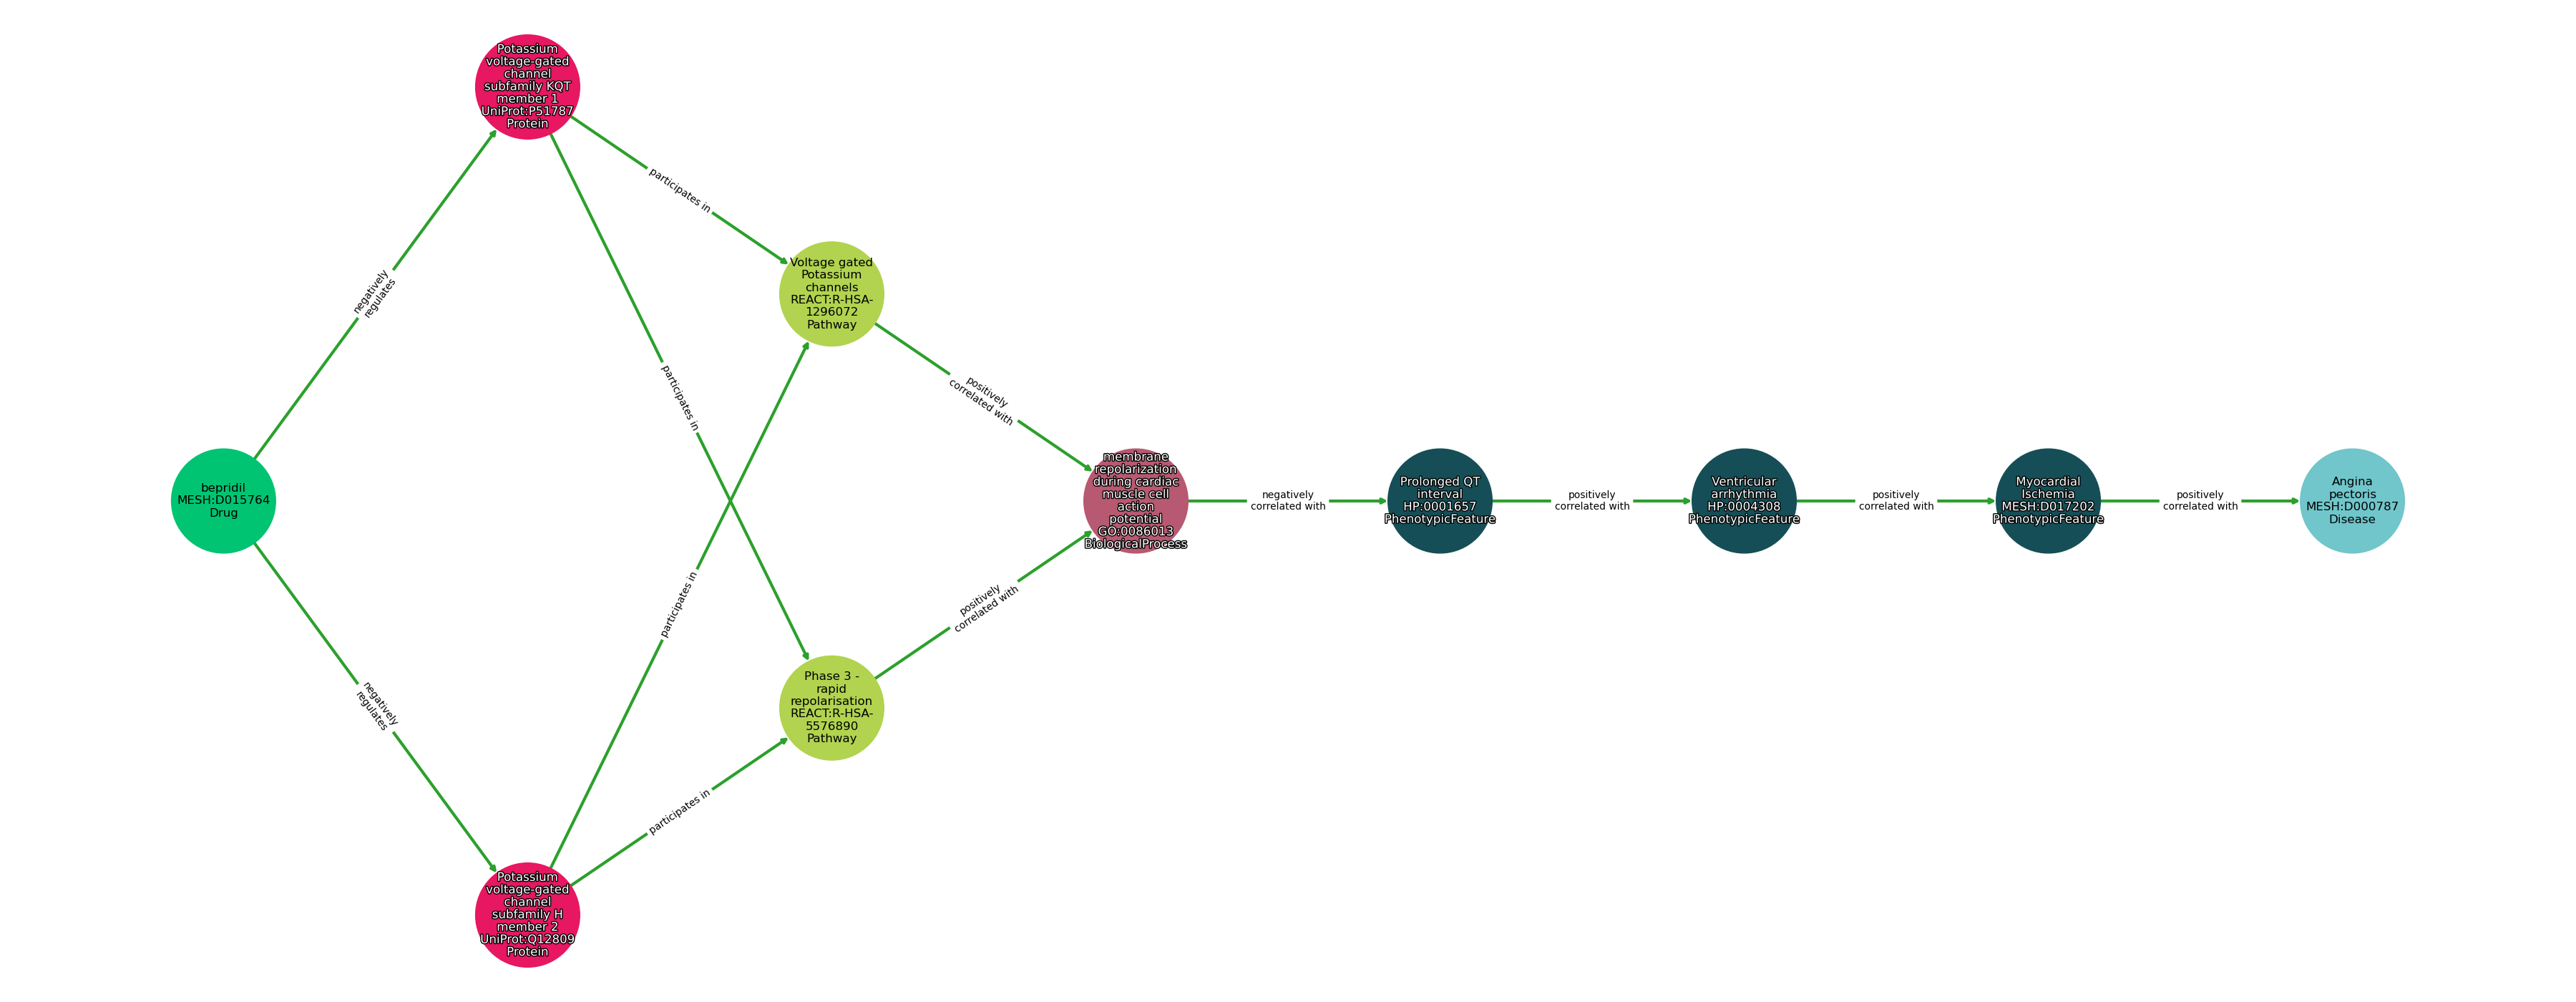 Potassium
voltage-gated
channel
subfamily KQT
member 1
UniProt:P51787
Protein
participates in
negatively
regulates
Voltage gated
Potassium
channels
REACT:R-HSA-
1296072
Pathway
participates in
positively
correlated with
bepridil
MESH:D015764
Drug
membrane
repolarization
during cardiac
muscle cell
action
potential
GO:0086013
BiologicalProcess
negatively
correlated with
Prolonged QT
interval
HP:0001657
PhenotypicFeature
positively
correlated with
Ventricular
arrhythmia
HP:0004308
PhenotypicFeature
positively
correlated with
Myocardial
Ischemia
MESH:D017202
PhenotypicFeature
positively
correlated with
Angina
pectoris
MESH:D000787
Disease
participates in
positively
correlated with
negatively
regulates
Phase 3 -
rapid
repolarisation
REACT:R-HSA-
5576890
Pathway
participates in
Potassium
voltage-gated
channel
subfamily H
member 2
UniProt:Q12809
Protein